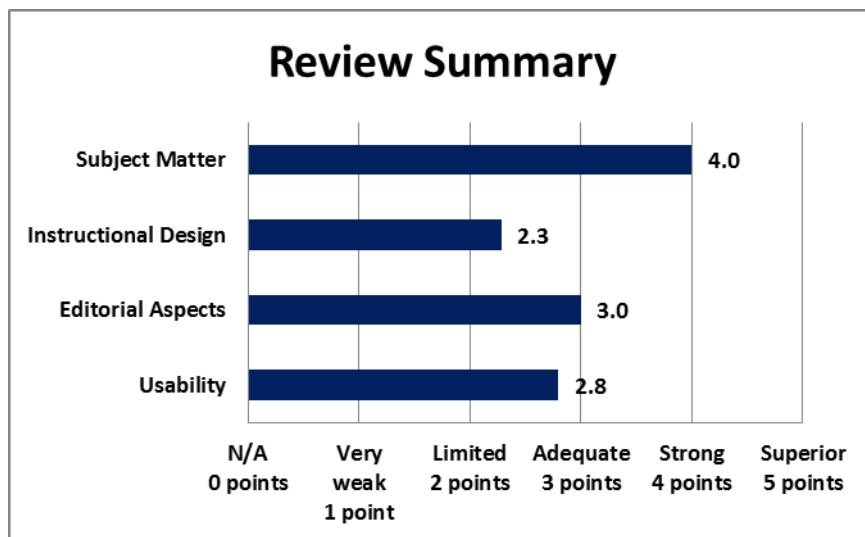 Review Summary
Subject Matter
4.0
Instructional Design
2.3
Editorial Aspects
3.0
Usability
2.8
N/A
0 points
Very
weak
1 point
Limited
2 points
Adequate
3 points
Strong
4 points
Superior
5 points